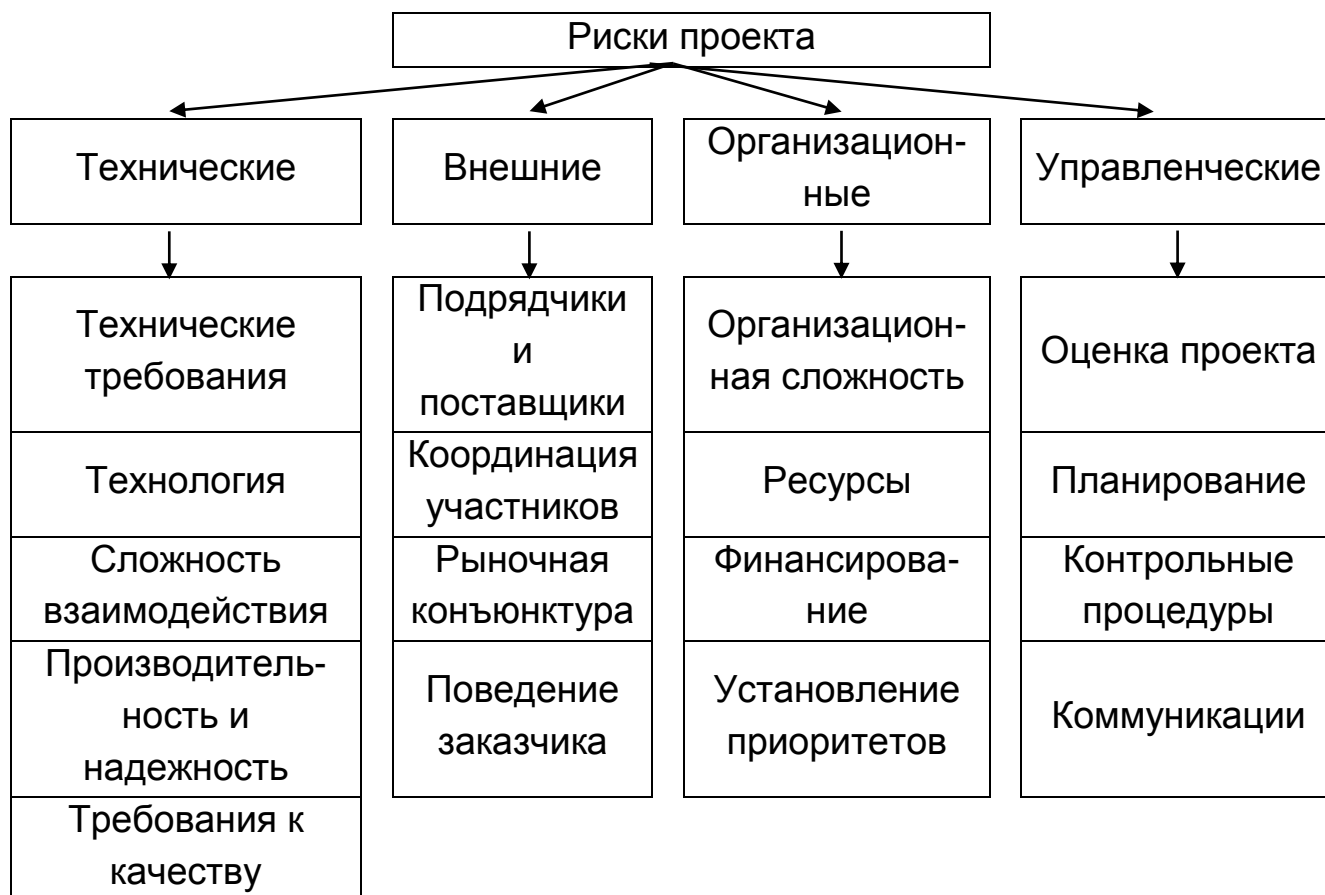 Риски проекта
Технические
Внешние
Организацион-
ные
Управленческие
Технические
требования
Технология
Сложность
взаимодействия
Производитель-
ность и
надежность
Требования к
качеству
Подрядчики
и
поставщики
Координация
участников
Рыночная
конъюнктура
Поведение
заказчика
Организацион-
ная сложность
Ресурсы
Финансирова-
ние
Установление
приоритетов
Оценка проекта
Планирование
Контрольные
процедуры
Коммуникации